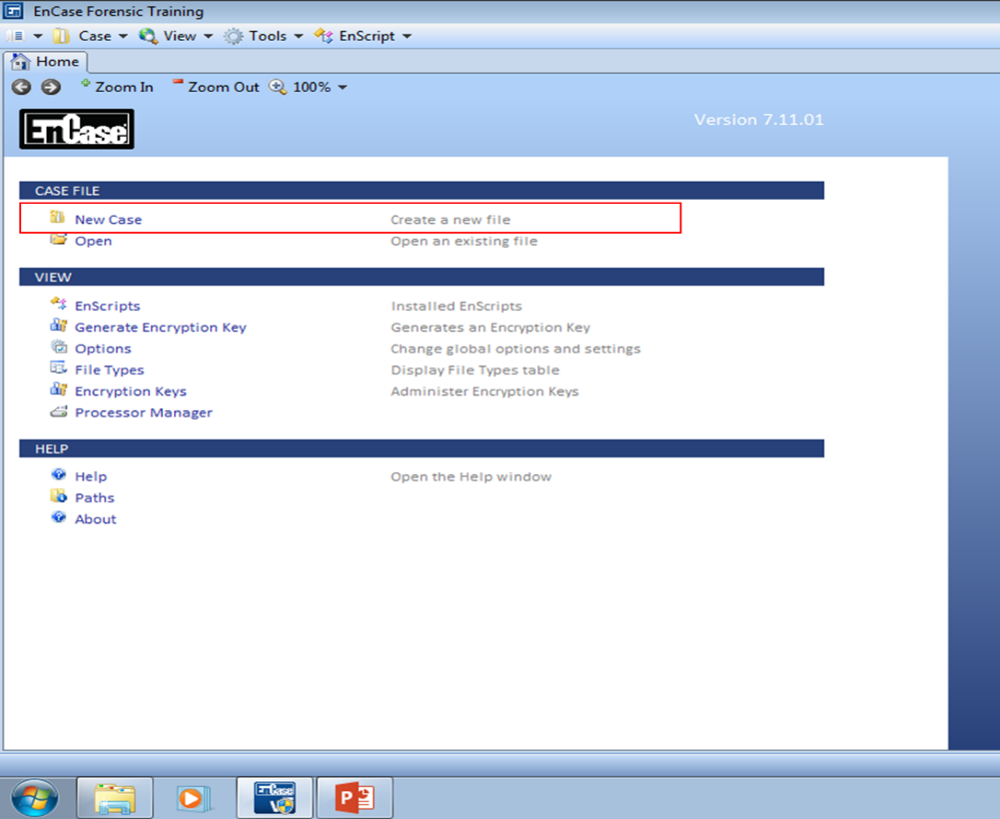 EnCase Forensic Training
Case View Tools EnScript
Home
Zoom In Zoom Out 100%
EnCase Version 7.11.01
CASE FILE
New Case Create a new file
Open Open an existing file
VIEW
EnScripts Installed EnScripts
Generate Encryption Key Generates an Encryption Key
Options Change global options and settings
File Types Display File Types table
Encryption Keys Administer Encryption Keys
Processor Manager
HELP
Help Open the Help window
Paths
About